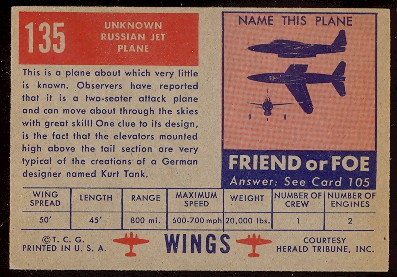 135
UNKNOWN
RUSSIAN JET
PLANE
This is a plane about which very little
is known. Observers have reported
that it is a two-seater attack plane
and can move about through the skies
with great skill! One clue to its design,
is the fact that the elevators mounted
high above the tail section are very
typical of the creations of a German
designer named Kurt Tank.
NAME THIS PLANE
FRIEND or FOE
Answer: See Card 105
WING SPREAD LENGTH RANGE MAXIMUM SPEED WEIGHT NUMBER OF CREW NUMBER OF ENGINES
50' 45' 800 mi. 600-700 mph 20,000 lbs. 1 2
© T. C. G.
PRINTED IN U. S. A.
WINGS
COURTESY
HERALD TRIBUNE, INC.